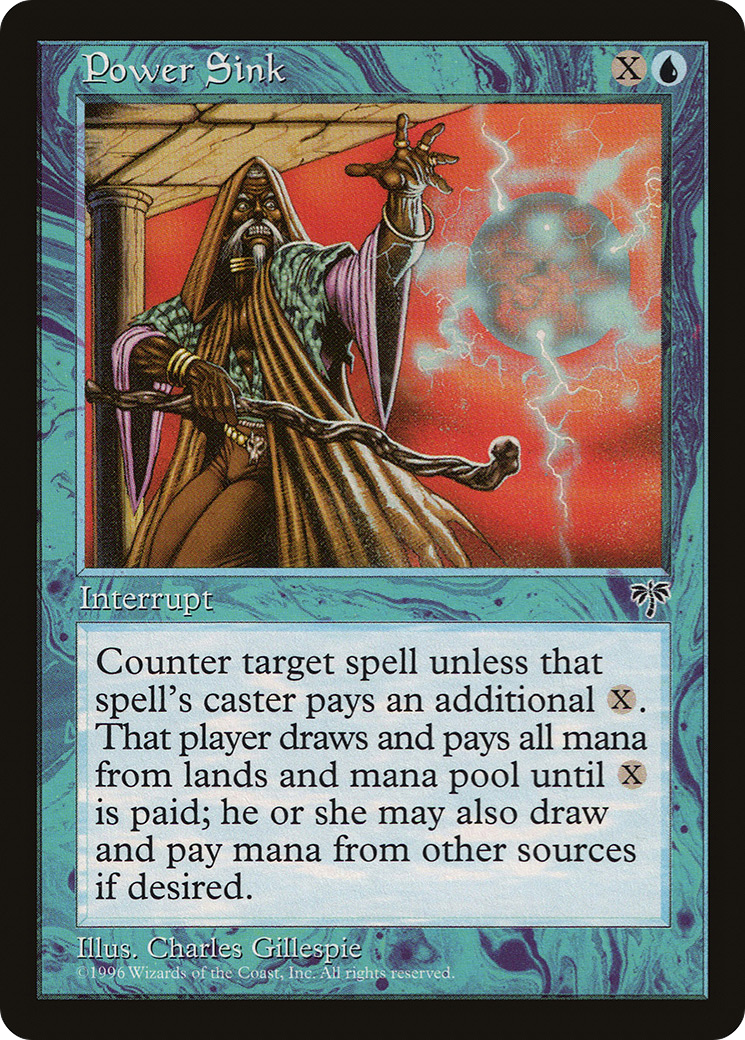 Power Sink X
Interrupt
Counter target spell unless that
spell's caster pays an additional X.
That player draws and pays all mana
from lands and mana pool until X
is paid; he or she may also draw
and pay mana from other sources
if desired.
Illus. Charles Gillespie
©1996 Wizards of the Coast, Inc. All rights reserved.